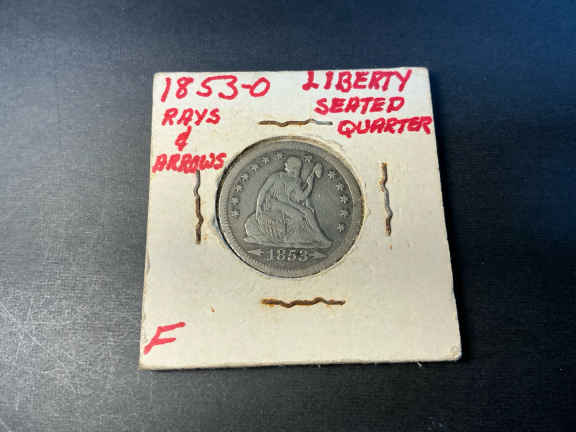 1853-O
LIBERTY
SEATED
QUARTER
RAYS
&
ARROWS
1853
F